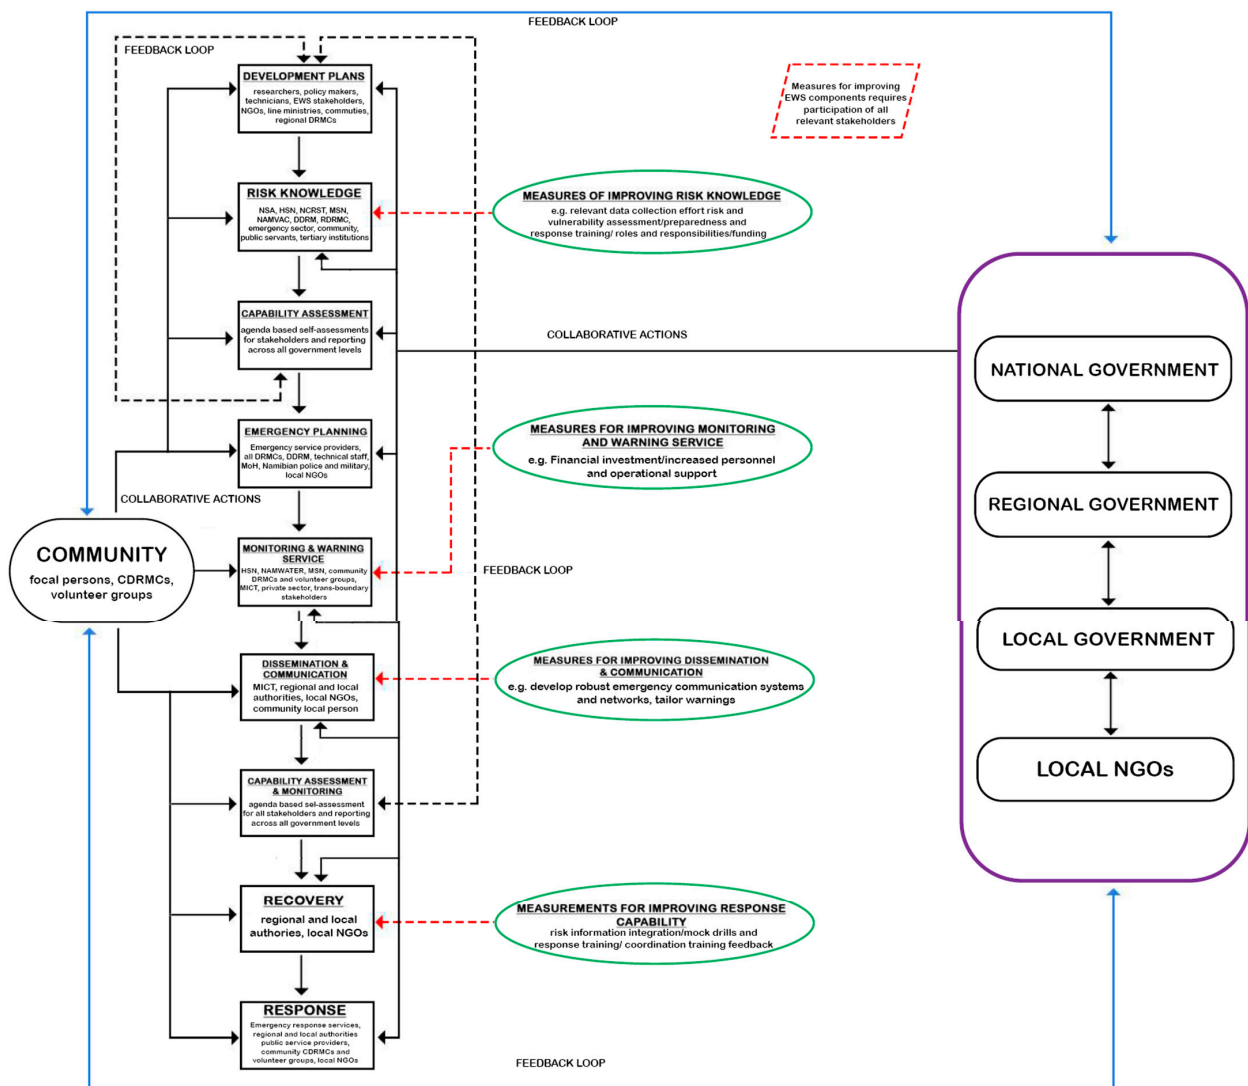 FEEDBACK LOOP
FEEDBACK LOOP
DEVELOPMENT PLANS
researchers, policy makers,
technicians, EWS stakeholders,
NGOs, line ministries, commuties,
regional DRMCs
Measures for improving
EWS components requires
participation of all
relevant stakeholders
RISK KNOWLEDGE
NSA, HSN, NCRST, MSN,
NAMVAC, DDRM, RDRMC,
emergency sector, community,
public servants, tertiary institutions
MEASURES OF IMPROVING RISK KNOWLEDGE
e.g. relevant data collection effort risk and
vulnerability assessment/preparedness and
response training/ roles and responsibilities/funding
CAPABILITY ASSESSMENT
agenda based self-assessments
for stakeholders and reporting
across all government levels
COLLABORATIVE ACTIONS
NATIONAL GOVERNMENT
EMERGENCY PLANNING
Emergency service providers,
all DRMCs, DDRM, technical staff,
MoH, Namibian police and military,
local NGOs
MEASURES FOR IMPROVING MONITORING
AND WARNING SERVICE
e.g. Financial investment/increased personnel
and operational support
COLLABORATIVE ACTIONS
REGIONAL GOVERNMENT
COMMUNITY
focal persons, CDRMCs,
volunteer groups
MONITORING & WARNING
SERVICE
HSN, NAMWATER, MSN, community
DRMCs and volunteer groups,
MICT, private sector, trans-boundary
stakeholders
FEEDBACK LOOP
LOCAL GOVERNMENT
DISSEMINATION &
COMMUNICATION
MICT, regional and local
authorities, local NGOs,
community local person
MEASURES FOR IMPROVING DISSEMINATION
& COMMUNICATION
e.g. develop robust emergency communication systems
and networks, tailor warnings
LOCAL NGOs
CAPABILITY ASSESSMENT
& MONITORING
agenda based sel-assessment
for all stakeholders and reporting
across all government levels
RECOVERY
regional and local
authories, local NGOs
MEASUREMENTS FOR IMPROVING RESPONSE
CAPABILITY
risk information integration/mock drills and
response training/ coordination training feedback
RESPONSE
Emergency response services,
regional and local authorities
public service providers,
community CDRMCs and
volunteer groups, local NGOs
FEEDBACK LOOP